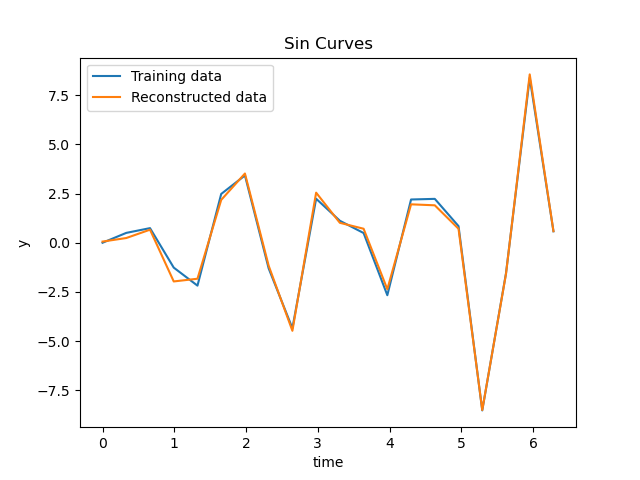 Sin Curves
Training data
Reconstructed data
7.5
5.0
2.5
0.0
−2.5
−5.0
−7.5
y
0 1 2 3 4 5 6
time